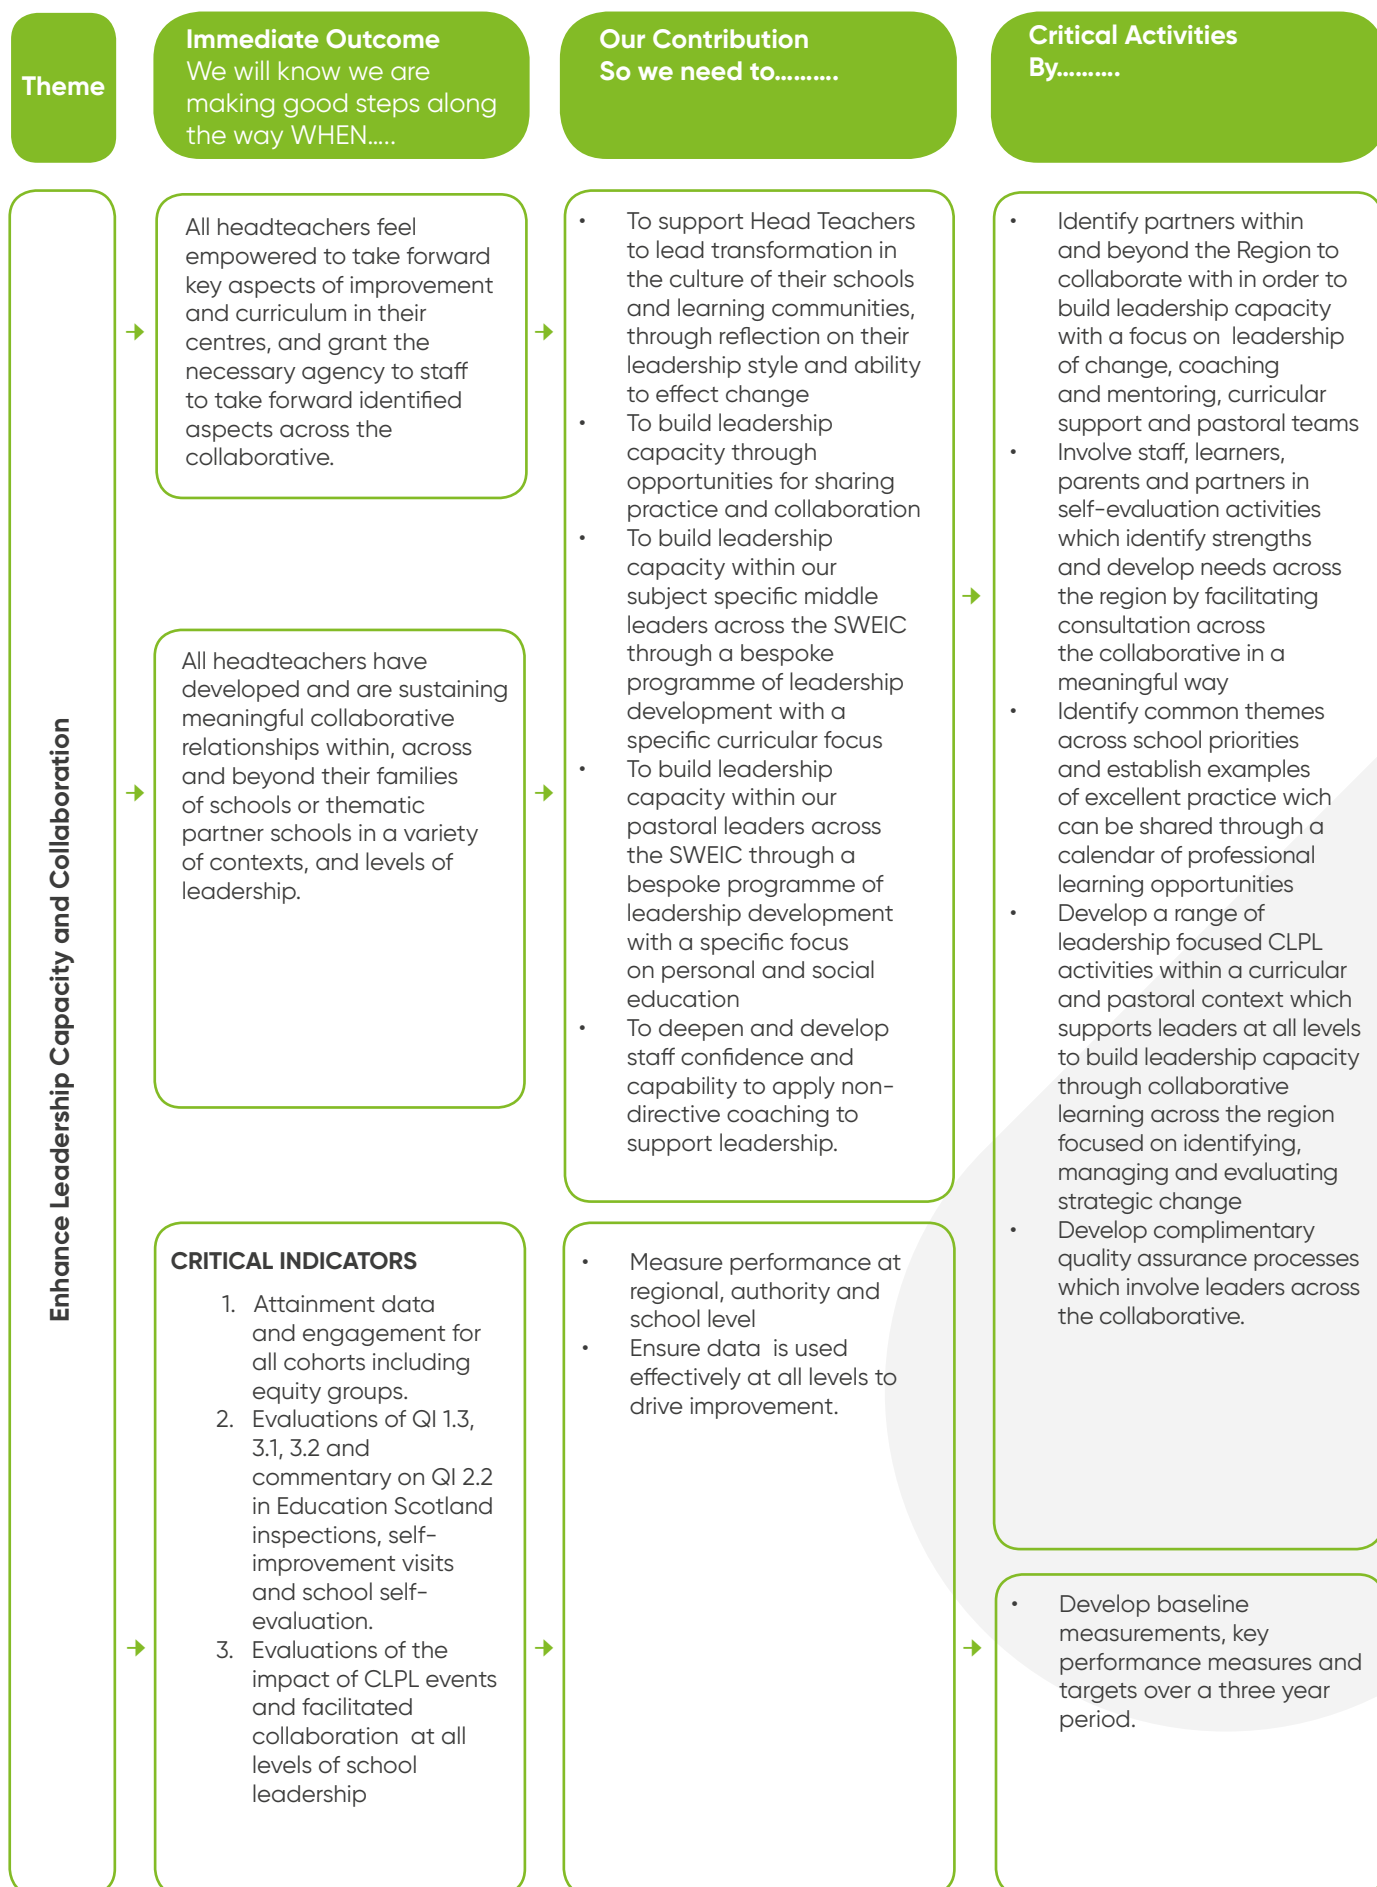 Theme
Immediate Outcome
We will know we are
making good steps along
the way WHEN.....
Our Contribution
So we need to..........
Critical Activities
By..........
Enhance Leadership Capacity and Collaboration
All headteachers feel
empowered to take forward
key aspects of improvement
and curriculum in their
centres, and grant the
necessary agency to staff
to take forward identified
aspects across the
collaborative.
All headteachers have
developed and are sustaining
meaningful collaborative
relationships within, across
and beyond their families
of schools or thematic
partner schools in a variety
of contexts, and levels of
leadership.
• To support Head Teachers
to lead transformation in
the culture of their schools
and learning communities,
through reflection on their
leadership style and ability
to effect change
• To build leadership
capacity through
opportunities for sharing
practice and collaboration
• To build leadership
capacity within our
subject specific middle
leaders across the SWEIC
through a bespoke
programme of leadership
development with a
specific curricular focus
• To build leadership
capacity within our
pastoral leaders across
the SWEIC through a
bespoke programme of
leadership development
with a specific focus
on personal and social
education
• To deepen and develop
staff confidence and
capability to apply non-
directive coaching to
support leadership.
• Identify partners within
and beyond the Region to
collaborate with in order to
build leadership capacity
with a focus on leadership
of change, coaching
and mentoring, curricular
support and pastoral teams
• Involve staff, learners,
parents and partners in
self-evaluation activities
which identify strengths
and develop needs across
the region by facilitating
consultation across
the collaborative in a
meaningful way
• Identify common themes
across school priorities
and establish examples
of excellent practice wich
can be shared through a
calendar of professional
learning opportunities
• Develop a range of
leadership focused CLPL
activities within a curricular
and pastoral context which
supports leaders at all levels
to build leadership capacity
through collaborative
learning across the region
focused on identifying,
managing and evaluating
strategic change
• Develop complimentary
quality assurance processes
which involve leaders across
the collaborative.
CRITICAL INDICATORS
1. Attainment data
and engagement for
all cohorts including
equity groups.
2. Evaluations of QI 1.3,
3.1, 3.2 and
commentary on QI 2.2
in Education Scotland
inspections, self-
improvement visits
and school self-
evaluation.
3. Evaluations of the
impact of CLPL events
and facilitated
collaboration at all
levels of school
leadership
• Measure performance at
regional, authority and
school level
• Ensure data is used
effectively at all levels to
drive improvement.
• Develop baseline
measurements, key
performance measures and
targets over a three year
period.